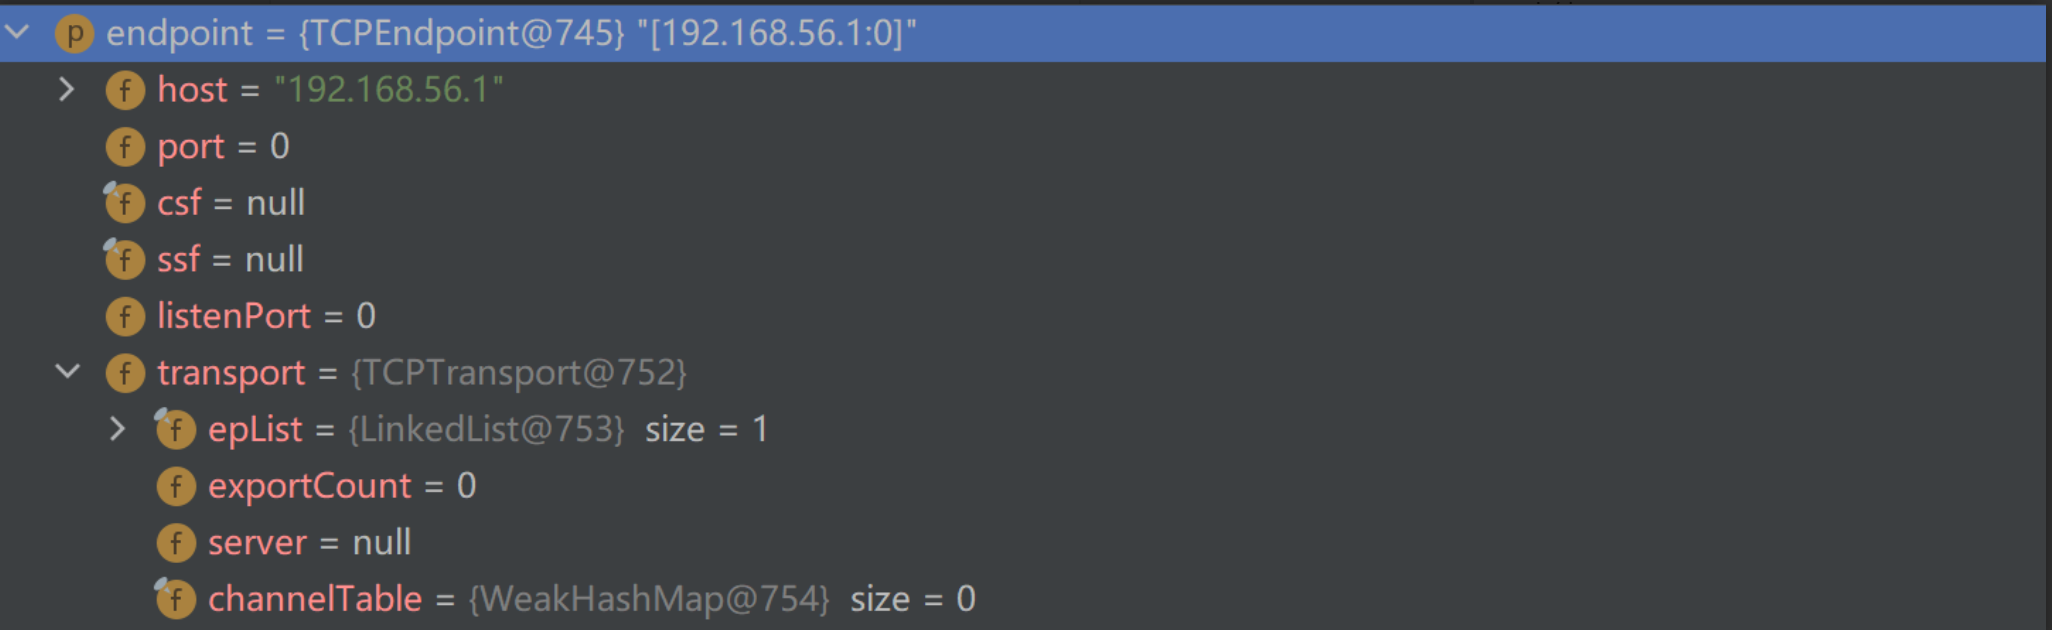 p endpoint = {TCPEndpoint@745} "[192.168.56.1:0]"
f host = "192.168.56.1"
f port = 0
f csf = null
f ssf = null
f listenPort = 0
f transport = {TCPTransport@752}
f epList = {LinkedList@753} size = 1
f exportCount = 0
f server = null
f channelTable = {WeakHashMap@754} size = 0